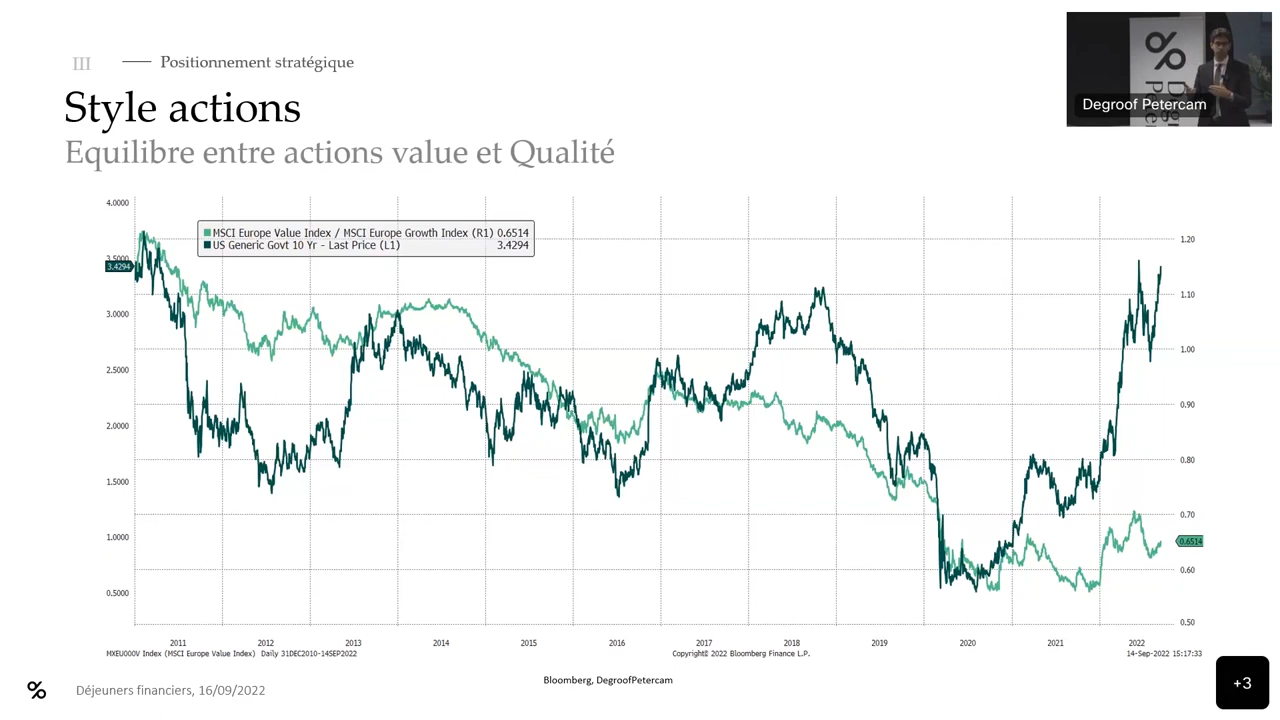 III
Positionnement stratégique
Style actions
Equilibre entre actions value et Qualité
Degroof Petercam
MSCI Europe Value Index / MSCI Europe Growth Index (R1) 0.6514
US Generic Govt 10 Yr - Last Price (L1) 3.4294
4.0000
3.5000
3.4294
3.0000
2.5000
2.0000
1.5000
1.0000
0.5000
1.20
1.10
1.00
0.90
0.80
0.70
0.6514
0.60
0.50
2011 2012 2013 2014 2015 2016 2017 2018 2019 2020 2021 2022
MXEU000V Index (MSCI Europe Value Index) Daily 31DEC2010-14SEP2022 Copyright© 2022 Bloomberg Finance L.P. 14-Sep-2022 15:17:33
Bloomberg, DegroofPetercam
Déjeuners financiers, 16/09/2022
+3